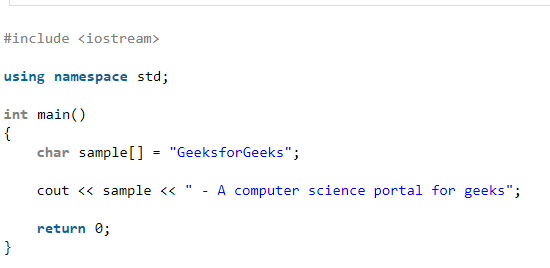 #include <iostream>
using namespace std;
int main()
{
    char sample[] = "GeeksforGeeks";
    cout << sample << " - A computer science portal for geeks";
    return 0;
}